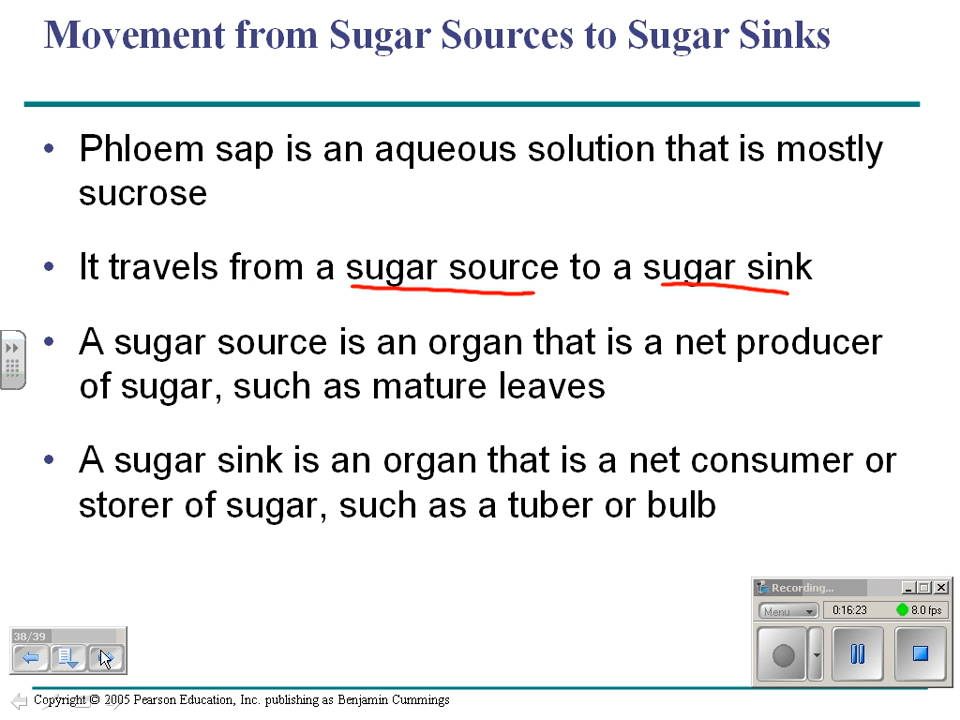 Movement from Sugar Sources to Sugar Sinks
• Phloem sap is an aqueous solution that is mostly
sucrose
• It travels from a sugar source to a sugar sink
• A sugar source is an organ that is a net producer
of sugar, such as mature leaves
• A sugar sink is an organ that is a net consumer or
storer of sugar, such as a tuber or bulb
Recording...
Menu 0:16:23 8.0 fps
38/39
Copyright © 2005 Pearson Education, Inc. publishing as Benjamin Cummings